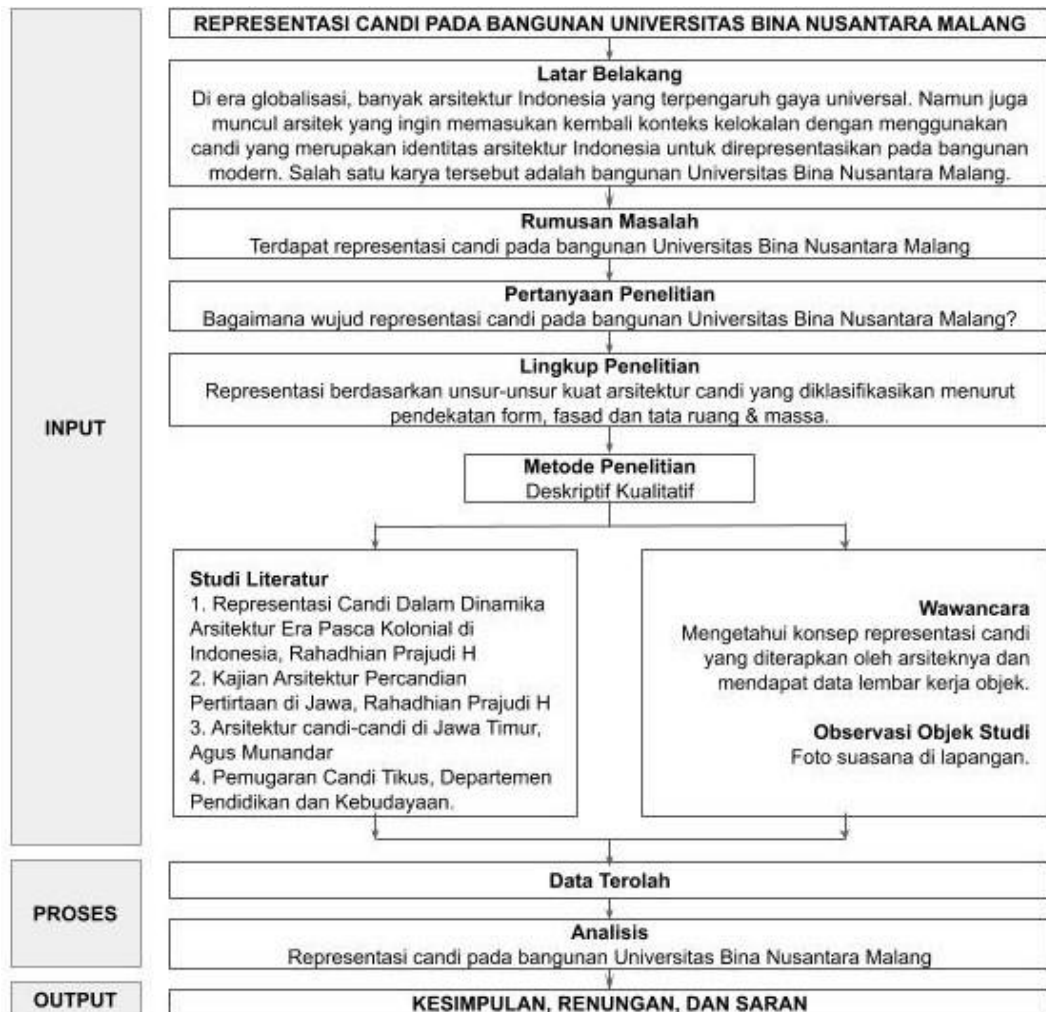 INPUT
REPRESENTASI CANDI PADA BANGUNAN UNIVERSITAS BINA NUSANTARA MALANG
Latar Belakang
Di era globalisasi, banyak arsitektur Indonesia yang terpengaruh gaya universal. Namun juga
muncul arsitek yang ingin memasukan kembali konteks kelokalan dengan menggunakan
candi yang merupakan identitas arsitektur Indonesia untuk direpresentasikan pada bangunan
modern. Salah satu karya tersebut adalah bangunan Universitas Bina Nusantara Malang.
Rumusan Masalah
Terdapat representasi candi pada bangunan Universitas Bina Nusantara Malang
Pertanyaan Penelitian
Bagaimana wujud representasi candi pada bangunan Universitas Bina Nusantara Malang?
Lingkup Penelitian
Representasi berdasarkan unsur-unsur kuat arsitektur candi yang diklasifikasikan menurut
pendekatan form, fasad dan tata ruang & massa.
Metode Penelitian
Deskriptif Kualitatif
Studi Literatur
1. Representasi Candi Dalam Dinamika
Arsitektur Era Pasca Kolonial di
Indonesia, Rahadhian Prajudi H
2. Kajian Arsitektur Percandian
Pertirtaan di Jawa, Rahadhian Prajudi H
3. Arsitektur candi-candi di Jawa Timur,
Agus Munandar
4. Pemugaran Candi Tikus, Departemen
Pendidikan dan Kebudayaan.
Wawancara
Mengetahui konsep representasi candi
yang diterapkan oleh arsiteknya dan
mendapat data lembar kerja objek.
Observasi Objek Studi
Foto suasana di lapangan.
PROSES
Data Terolah
Analisis
Representasi candi pada bangunan Universitas Bina Nusantara Malang
OUTPUT
KESIMPULAN, RENUNGAN, DAN SARAN